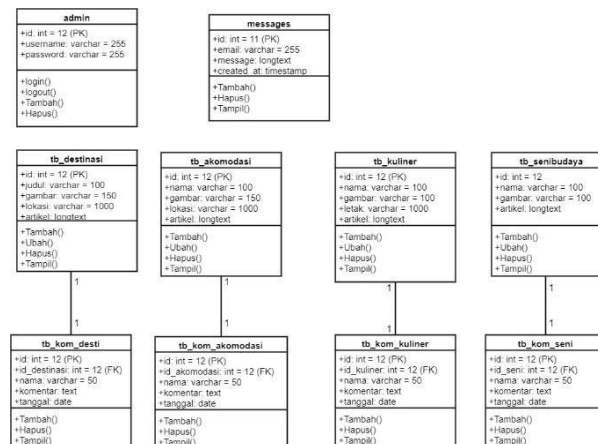 admin
+id: int = 12 (PK)
+username: varchar = 255
+password: varchar = 255
+login()
+logout()
+Tambah()
+Hapus()
messages
+id: int = 11 (PK)
+email: varchar = 255
+message: longtext
+created_at: timestamp
+Tambah()
+Hapus()
+Tampil()
tb_destinasi
+id: int = 12 (PK)
+judul: varchar = 100
+gambar: varchar = 150
+lokasi: varchar = 1000
+artikel: longtext
+Tambah()
+Ubah()
+Hapus()
+Tampil()
tb_akomodasi
+id: int = 12 (PK)
+nama: varchar = 100
+gambar: varchar = 150
+lokasi: varchar = 1000
+artikel: longtext
+Tambah()
+Ubah()
+Hapus()
+Tampil()
tb_kuliner
+id: int = 12 (PK)
+nama: varchar = 100
+gambar: varchar = 100
+letak: varchar = 1000
+artikel: longtext
+Tambah()
+Ubah()
+Hapus()
+Tampil()
tb_senibudaya
+id: int = 12
+nama: varchar = 100
+gambar: varchar = 100
+artikel: longtext
+Tambah()
+Ubah()
+Hapus()
+Tampil()
1
1
1
1
1
1
1
1
tb_kom_desti
+id: int = 12 (PK)
+id_destinasi: int = 12 (FK)
+nama: varchar = 50
+komentar: text
+tanggal: date
+Tambah()
+Hapus()
+Tampil()
tb_kom_akomodasi
+id: int = 12 (PK)
+id_akomodasi: int = 12 (FK)
+nama: varchar = 50
+komentar: text
+tanggal: date
+Tambah()
+Hapus()
+Tampil()
tb_kom_kuliner
+id: int = 12 (PK)
+id_kuliner: int = 12 (FK)
+nama: varchar = 50
+komentar: text
+tanggal: date
+Tambah()
+Hapus()
+Tampil()
tb_kom_seni
+id: int = 12 (PK)
+id_seni: int = 12 (FK)
+nama: varchar = 50
+komentar: text
+tanggal: date
+Tambah()
+Hapus()
+Tampil()